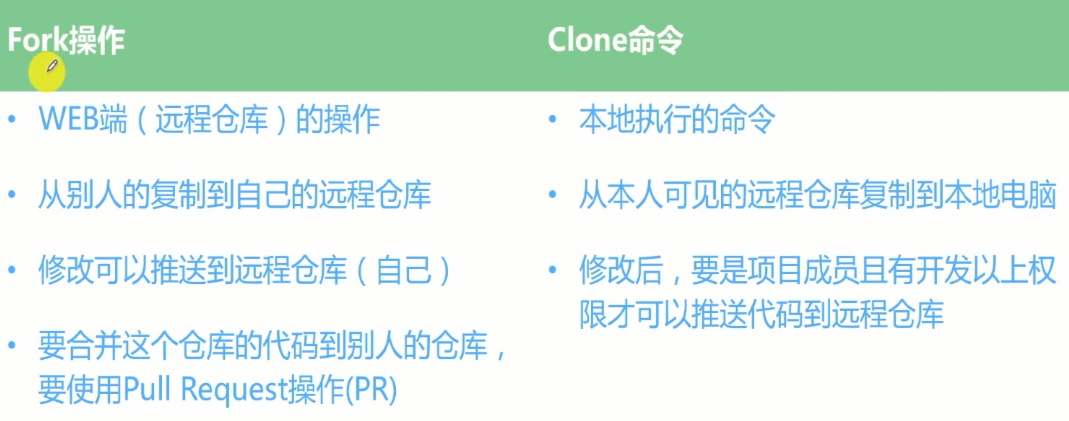 Fork操作
• WEB端（远程仓库）的操作
• 从别人的复制到自己的远程仓库
• 修改可以推送到远程仓库（自己）
• 要合并这个仓库的代码到别人的仓库，
要使用Pull Request操作(PR)
Clone命令
• 本地执行的命令
• 从本人可见的远程仓库复制到本地电脑
• 修改后，要是项目成员且有开发以上权
限才可以推送代码到远程仓库